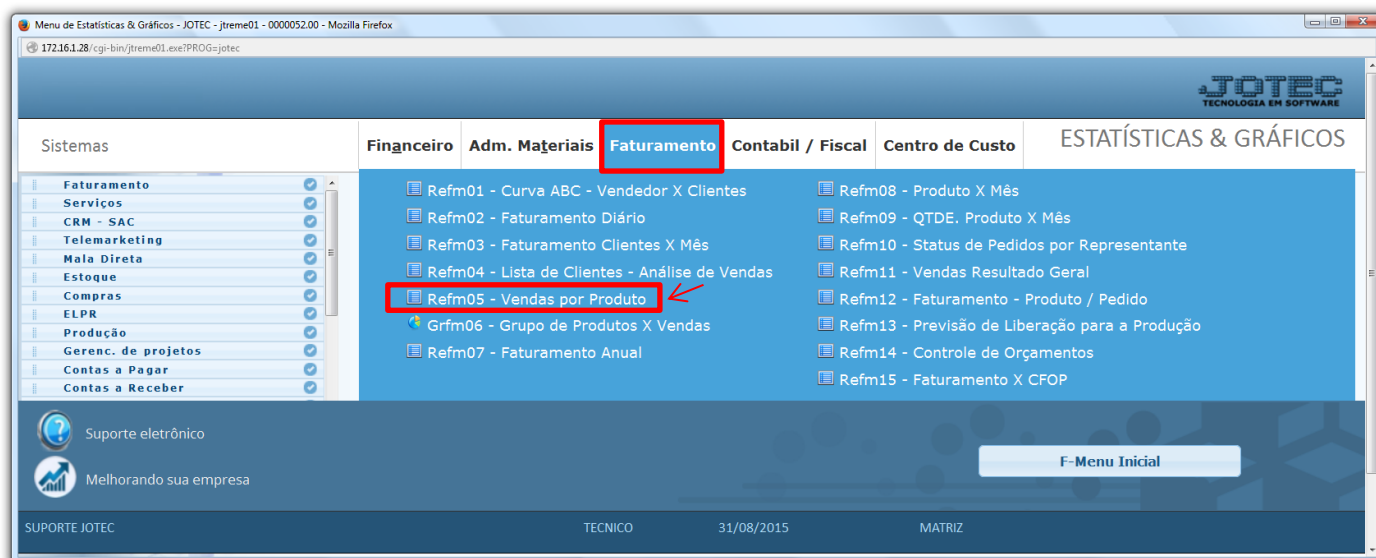 Menu de Estatísticas & Gráficos - JOTEC - jtreme01 - 0000052.00 - Mozilla Firefox
172.16.1.28/cgi-bin/jtreme01.exe?PROG=jotec
JOTEC
TECNOLOGIA EM SOFTWARE
Sistemas
Financeiro Adm. Materiais Faturamento Contabil / Fiscal Centro de Custo
ESTATÍSTICAS & GRÁFICOS
Faturamento
Serviços
CRM - SAC
Telemarketing
Mala Direta
Estoque
Compras
ELPR
Produção
Gerenc. de projetos
Contas a Pagar
Contas a Receber
Refm01 - Curva ABC - Vendedor X Clientes
Refm02 - Faturamento Diário
Refm03 - Faturamento Clientes X Mês
Refm04 - Lista de Clientes - Análise de Vendas
Refm05 - Vendas por Produto
Grfm06 - Grupo de Produtos X Vendas
Refm07 - Faturamento Anual
Refm08 - Produto X Mês
Refm09 - QTDE. Produto X Mês
Refm10 - Status de Pedidos por Representante
Refm11 - Vendas Resultado Geral
Refm12 - Faturamento - Produto / Pedido
Refm13 - Previsão de Liberação para a Produção
Refm14 - Controle de Orçamentos
Refm15 - Faturamento X CFOP
Suporte eletrônico
Melhorando sua empresa
F-Menu Inicial
SUPORTE JOTEC TECNICO 31/08/2015 MATRIZ